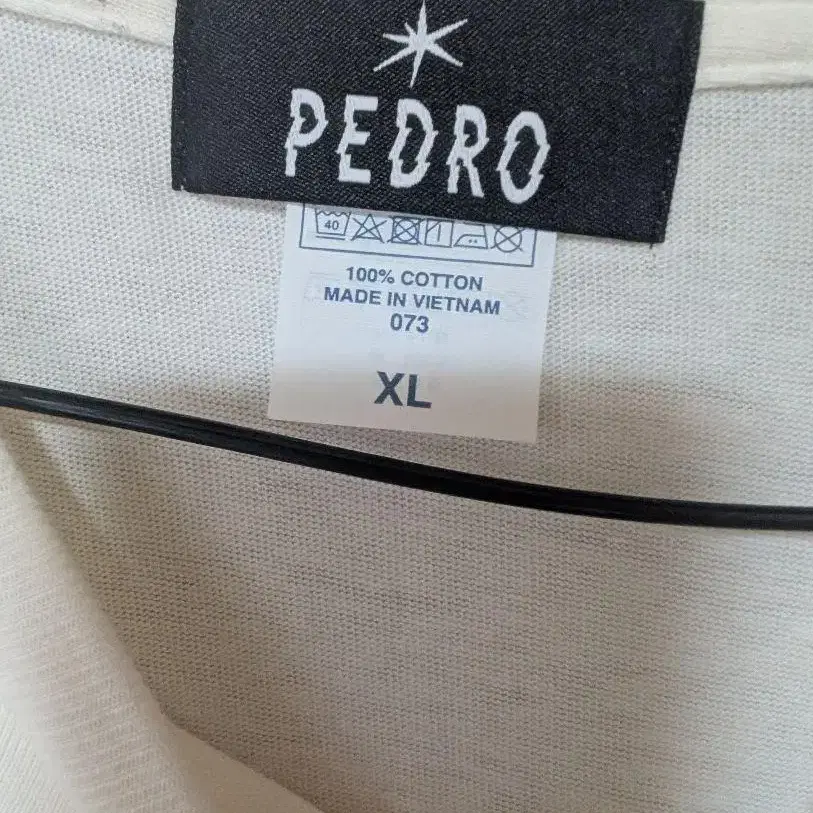 PEDRO
40
100% COTTON
MADE IN VIETNAM
073
XL